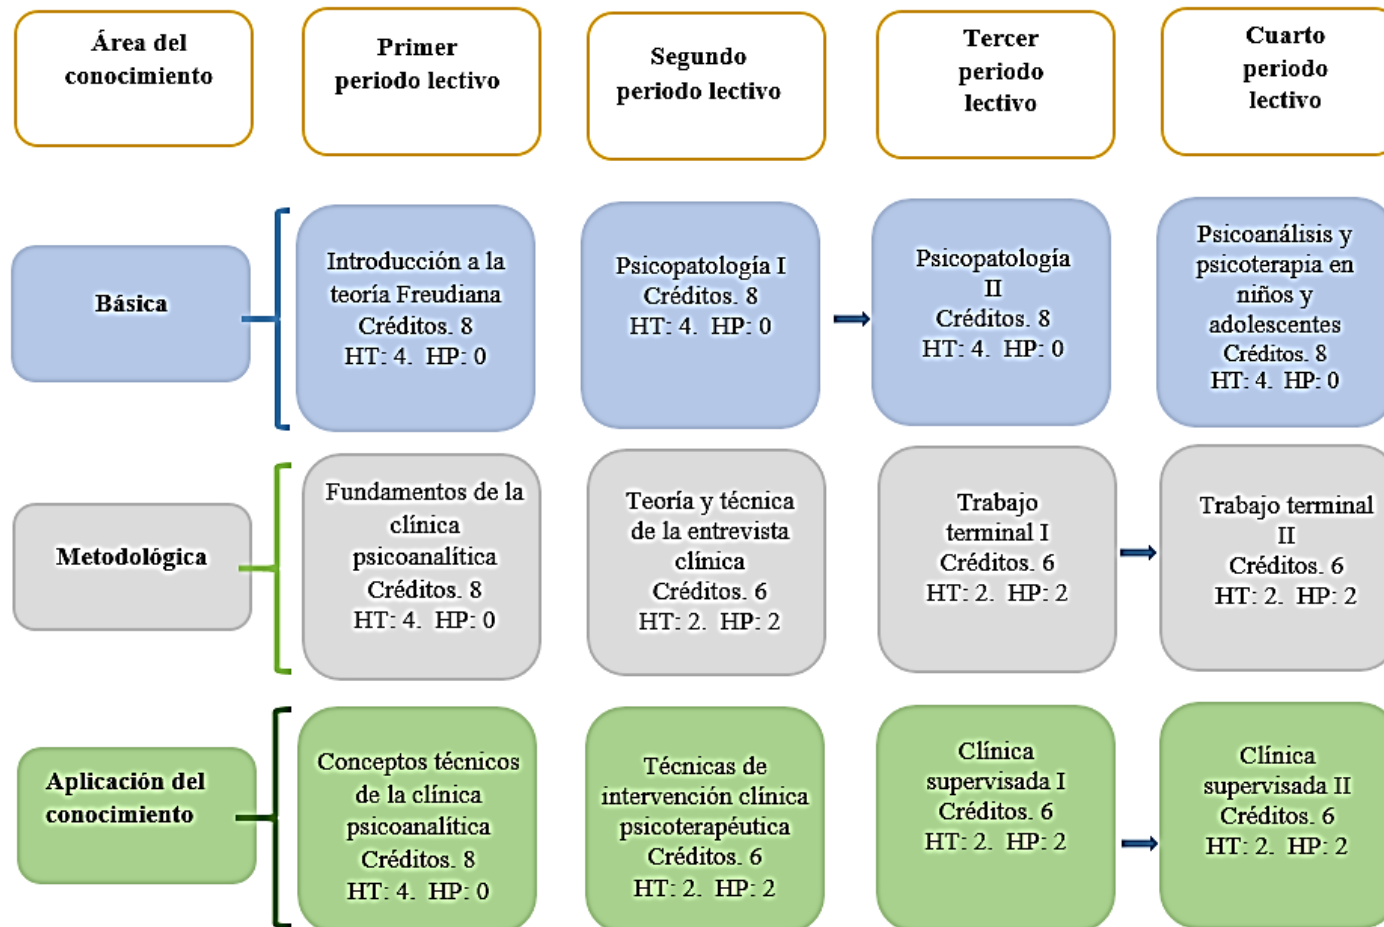 Área del
conocimiento
Primer
periodo lectivo
Segundo
periodo lectivo
Tercer
periodo
lectivo
Cuarto
periodo
lectivo
Básica
Introducción a la
teoría Freudiana
Créditos. 8
HT: 4. HP: 0
Psicopatología I
Créditos. 8
HT: 4. HP: 0
Psicopatología
II
Créditos. 8
HT: 4. HP: 0
Psicoanálisis y
psicoterapia en
niños y
adolescentes
Créditos. 8
HT: 4. HP: 0
Metodológica
Fundamentos de la
clínica
psicoanalítica
Créditos. 8
HT: 4. HP: 0
Teoría y técnica
de la entrevista
clínica
Créditos. 6
HT: 2. HP: 2
Trabajo
terminal I
Créditos. 6
HT: 2. HP: 2
Trabajo terminal
II
Créditos. 6
HT: 2. HP: 2
Aplicación del
conocimiento
Conceptos técnicos
de la clínica
psicoanalítica
Créditos. 8
HT: 4. HP: 0
Técnicas de
intervención clínica
psicoterapéutica
Créditos. 6
HT: 2. HP: 2
Clínica
supervisada I
Créditos. 6
HT: 2. HP: 2
Clínica
supervisada II
Créditos. 6
HT: 2. HP: 2